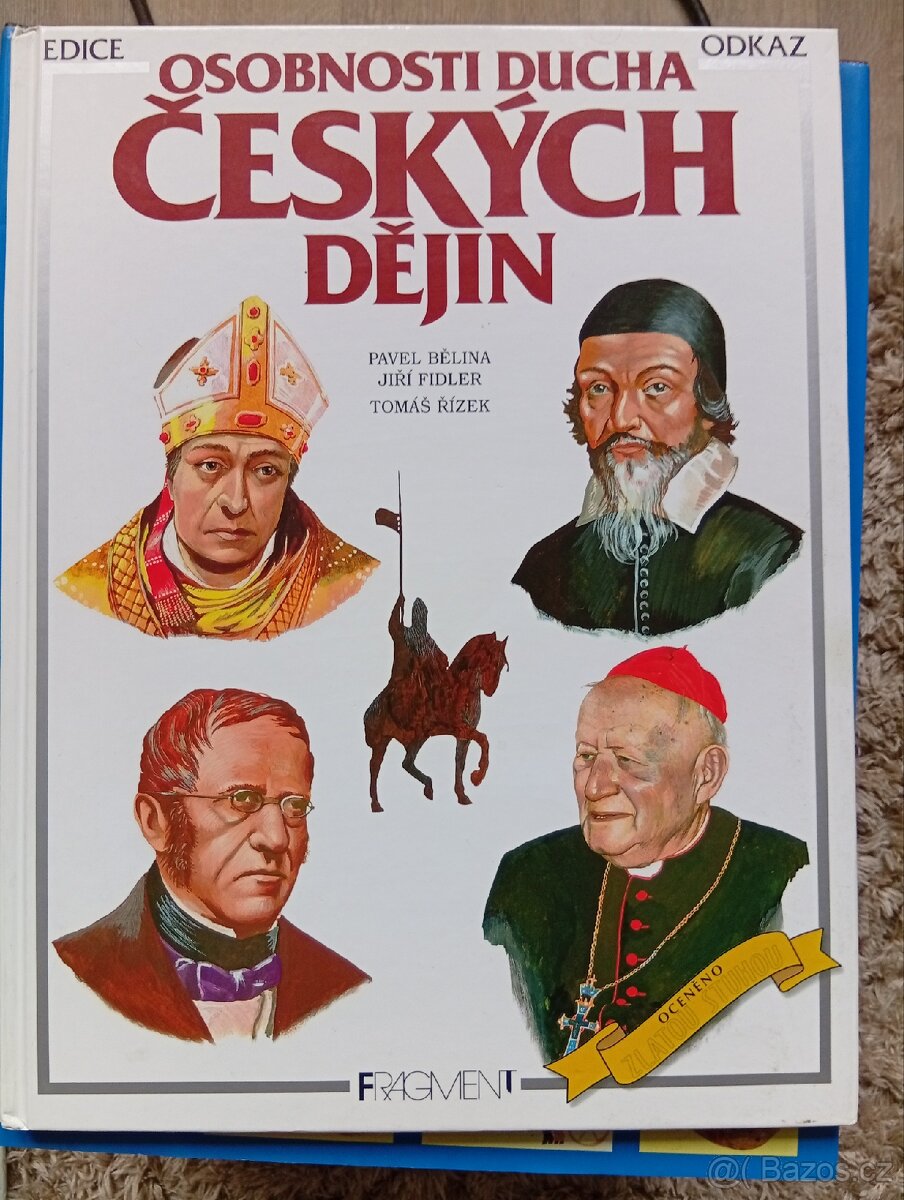 EDICE
ODKAZ
OSOBNOSTI DUCHA
ČESKÝCH
DĚJIN
PAVEL BĚLINA
JIŘÍ FIDLER
TOMÁŠ ŘÍZEK
OCENĚNO
ZLATOU STUHOU
FRAGMENT
@( Bazos.cz